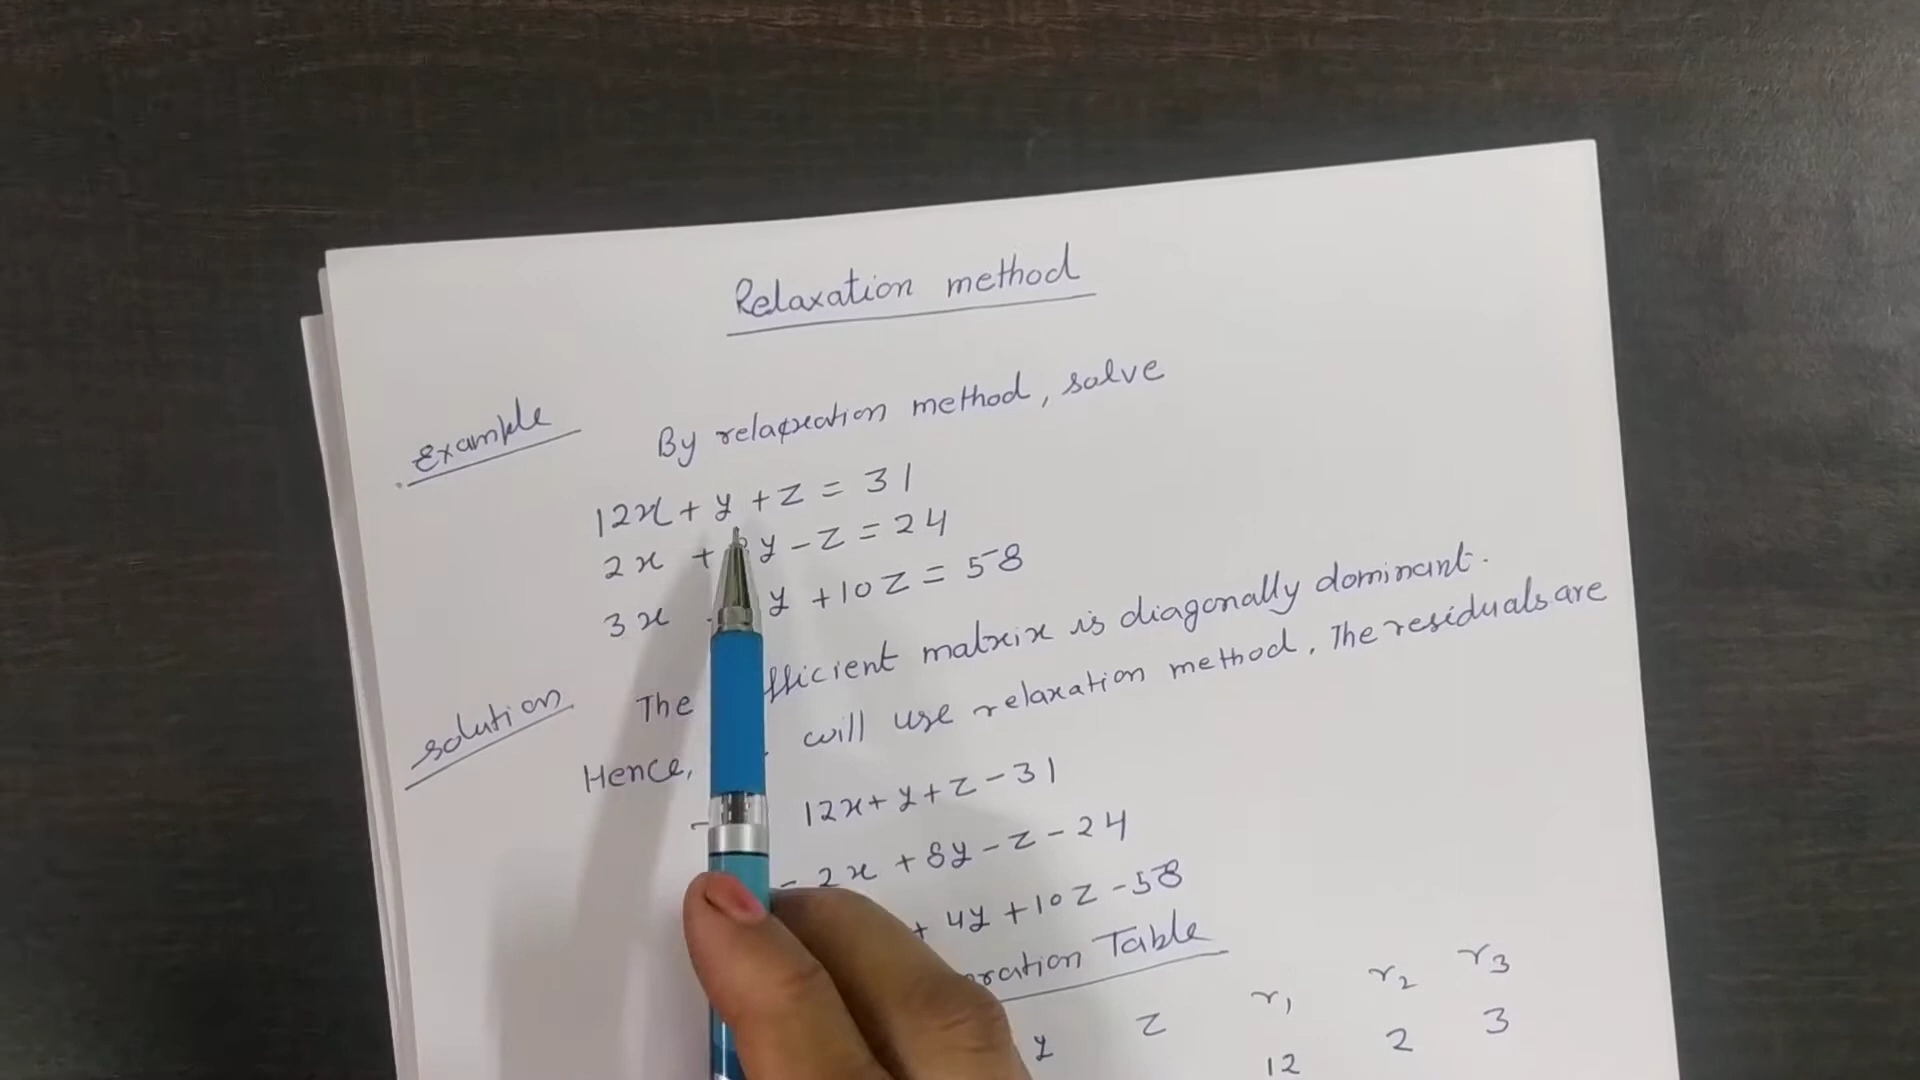 Relaxation method
Example
By relaxation method, solve
12x + y + z = 31
2x + y - z = 24
3x y + 10z = 58
Solution
The matrix is diagonally dominant.
Hence, will use relaxation method. The residuals are
12x + y + z - 31
2x + 8y - z - 24
+ 4y + 10z - 58
Table
y z r1 r2 r3
12 2 3